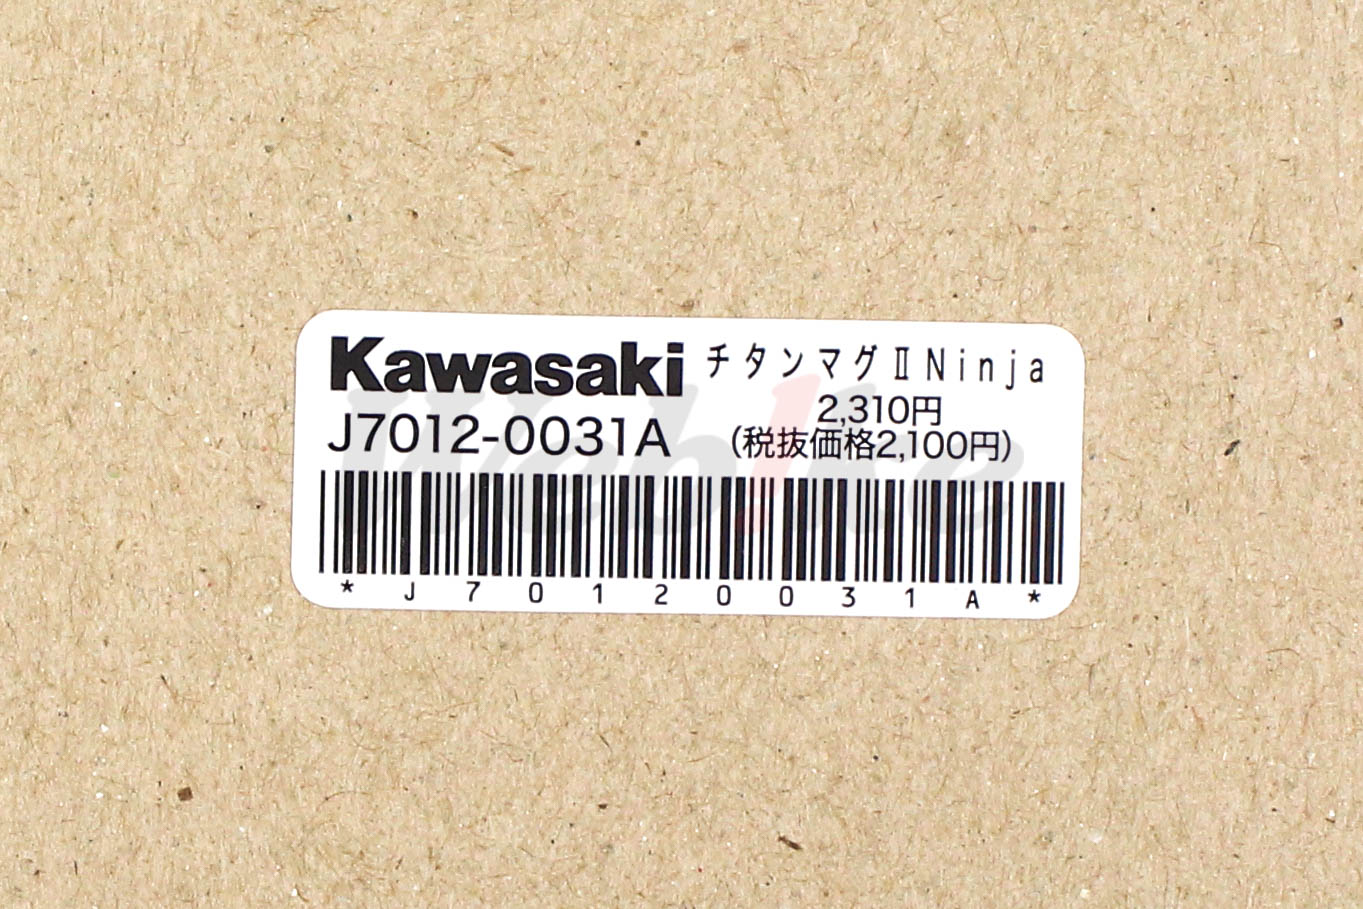 Kawasaki チタンマグⅡNinja
J7012-0031A 2,310円
(税抜価格2,100円)
*J70120031A*
Webike